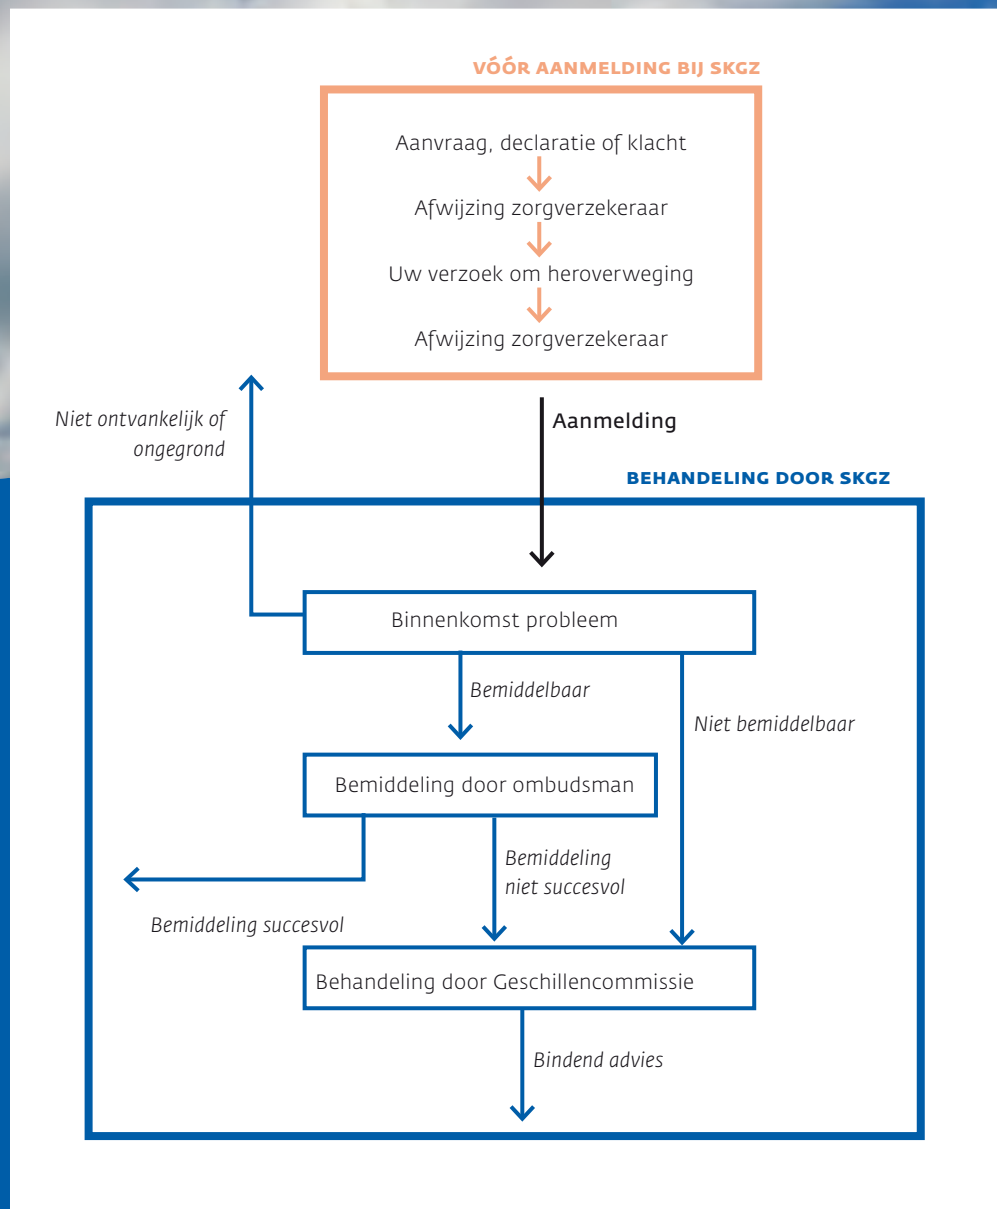 VÓÓR AANMELDING BIJ SKGZ
Aanvraag, declaratie of klacht
Afwijzing zorgverzekeraar
Uw verzoek om heroverweging
Afwijzing zorgverzekeraar
Niet ontvankelijk of
ongegrond
Aanmelding
BEHANDELING DOOR SKGZ
Binnenkomst probleem
Bemiddelbaar
Niet bemiddelbaar
Bemiddeling door ombudsman
Bemiddeling
niet succesvol
Bemiddeling succesvol
Behandeling door Geschillencommissie
Bindend advies